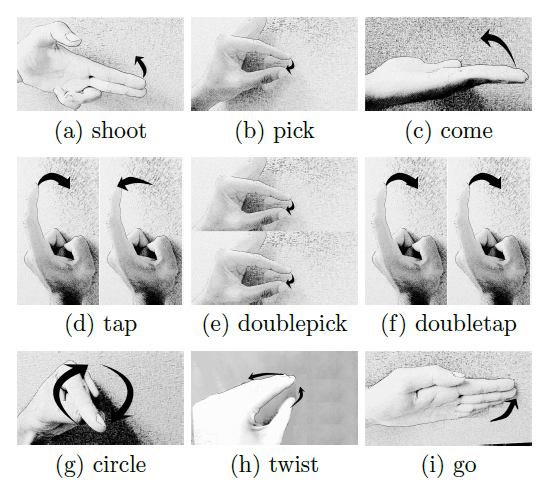 (a) shoot
(b) pick
(c) come
(d) tap
(e) doublepick
(f) doubletap
(g) circle
(h) twist
(i) go